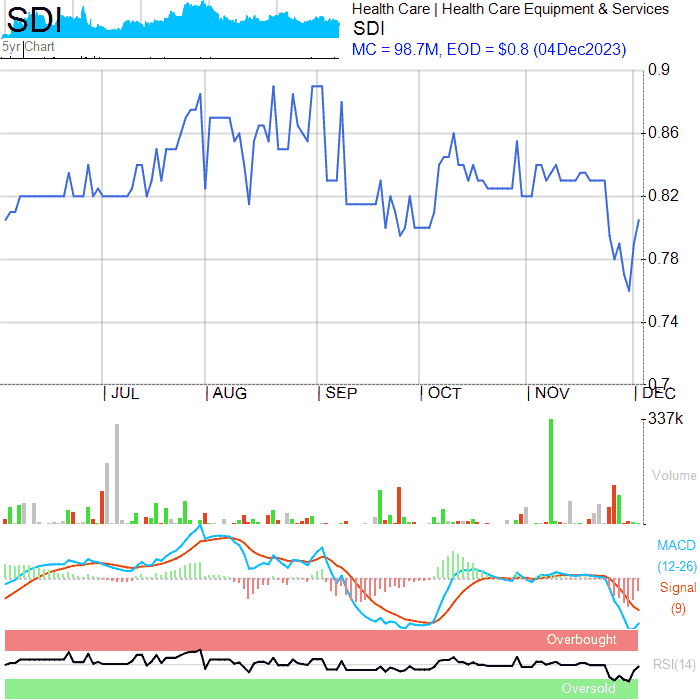 SDI
Health Care | Health Care Equipment & Services
SDI
5yr Chart
MC = 98.7M, EOD = $0.8 (04Dec2023)
0.9
0.86
0.82
0.78
0.74
0.7
JUL AUG SEP OCT NOV DEC
337k
Volume
MACD
(12-26)
Signal
(9)
Overbought
RSI(14)
Oversold